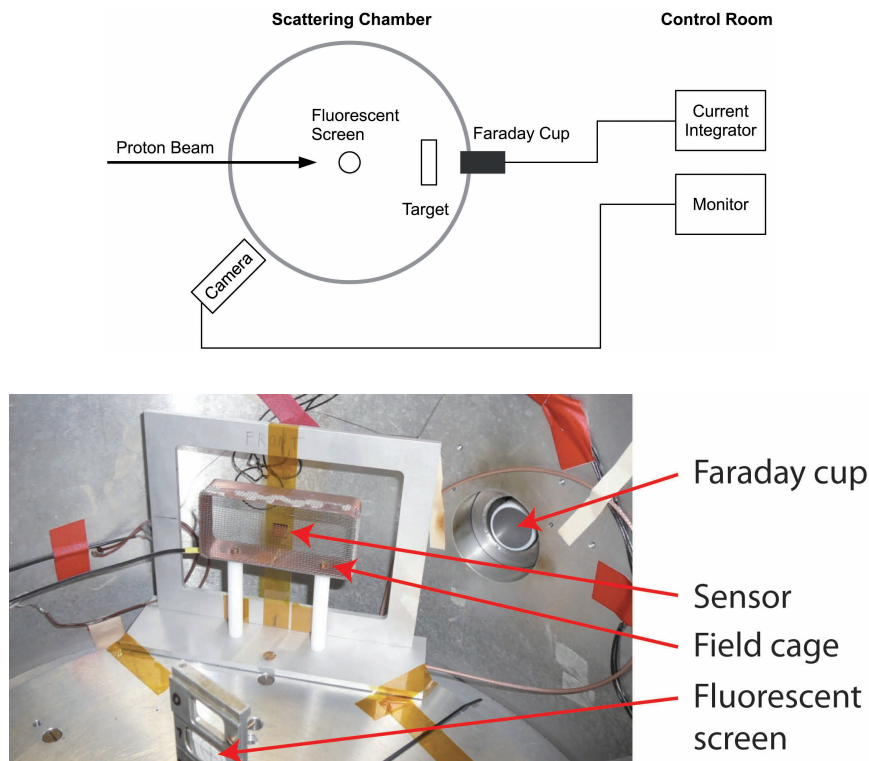 Scattering Chamber
Control Room
Fluorescent
Screen
Proton Beam
Faraday Cup
Target
Camera
Current
Integrator
Monitor
FRONT
Faraday cup
Sensor
Field cage
Fluorescent
screen